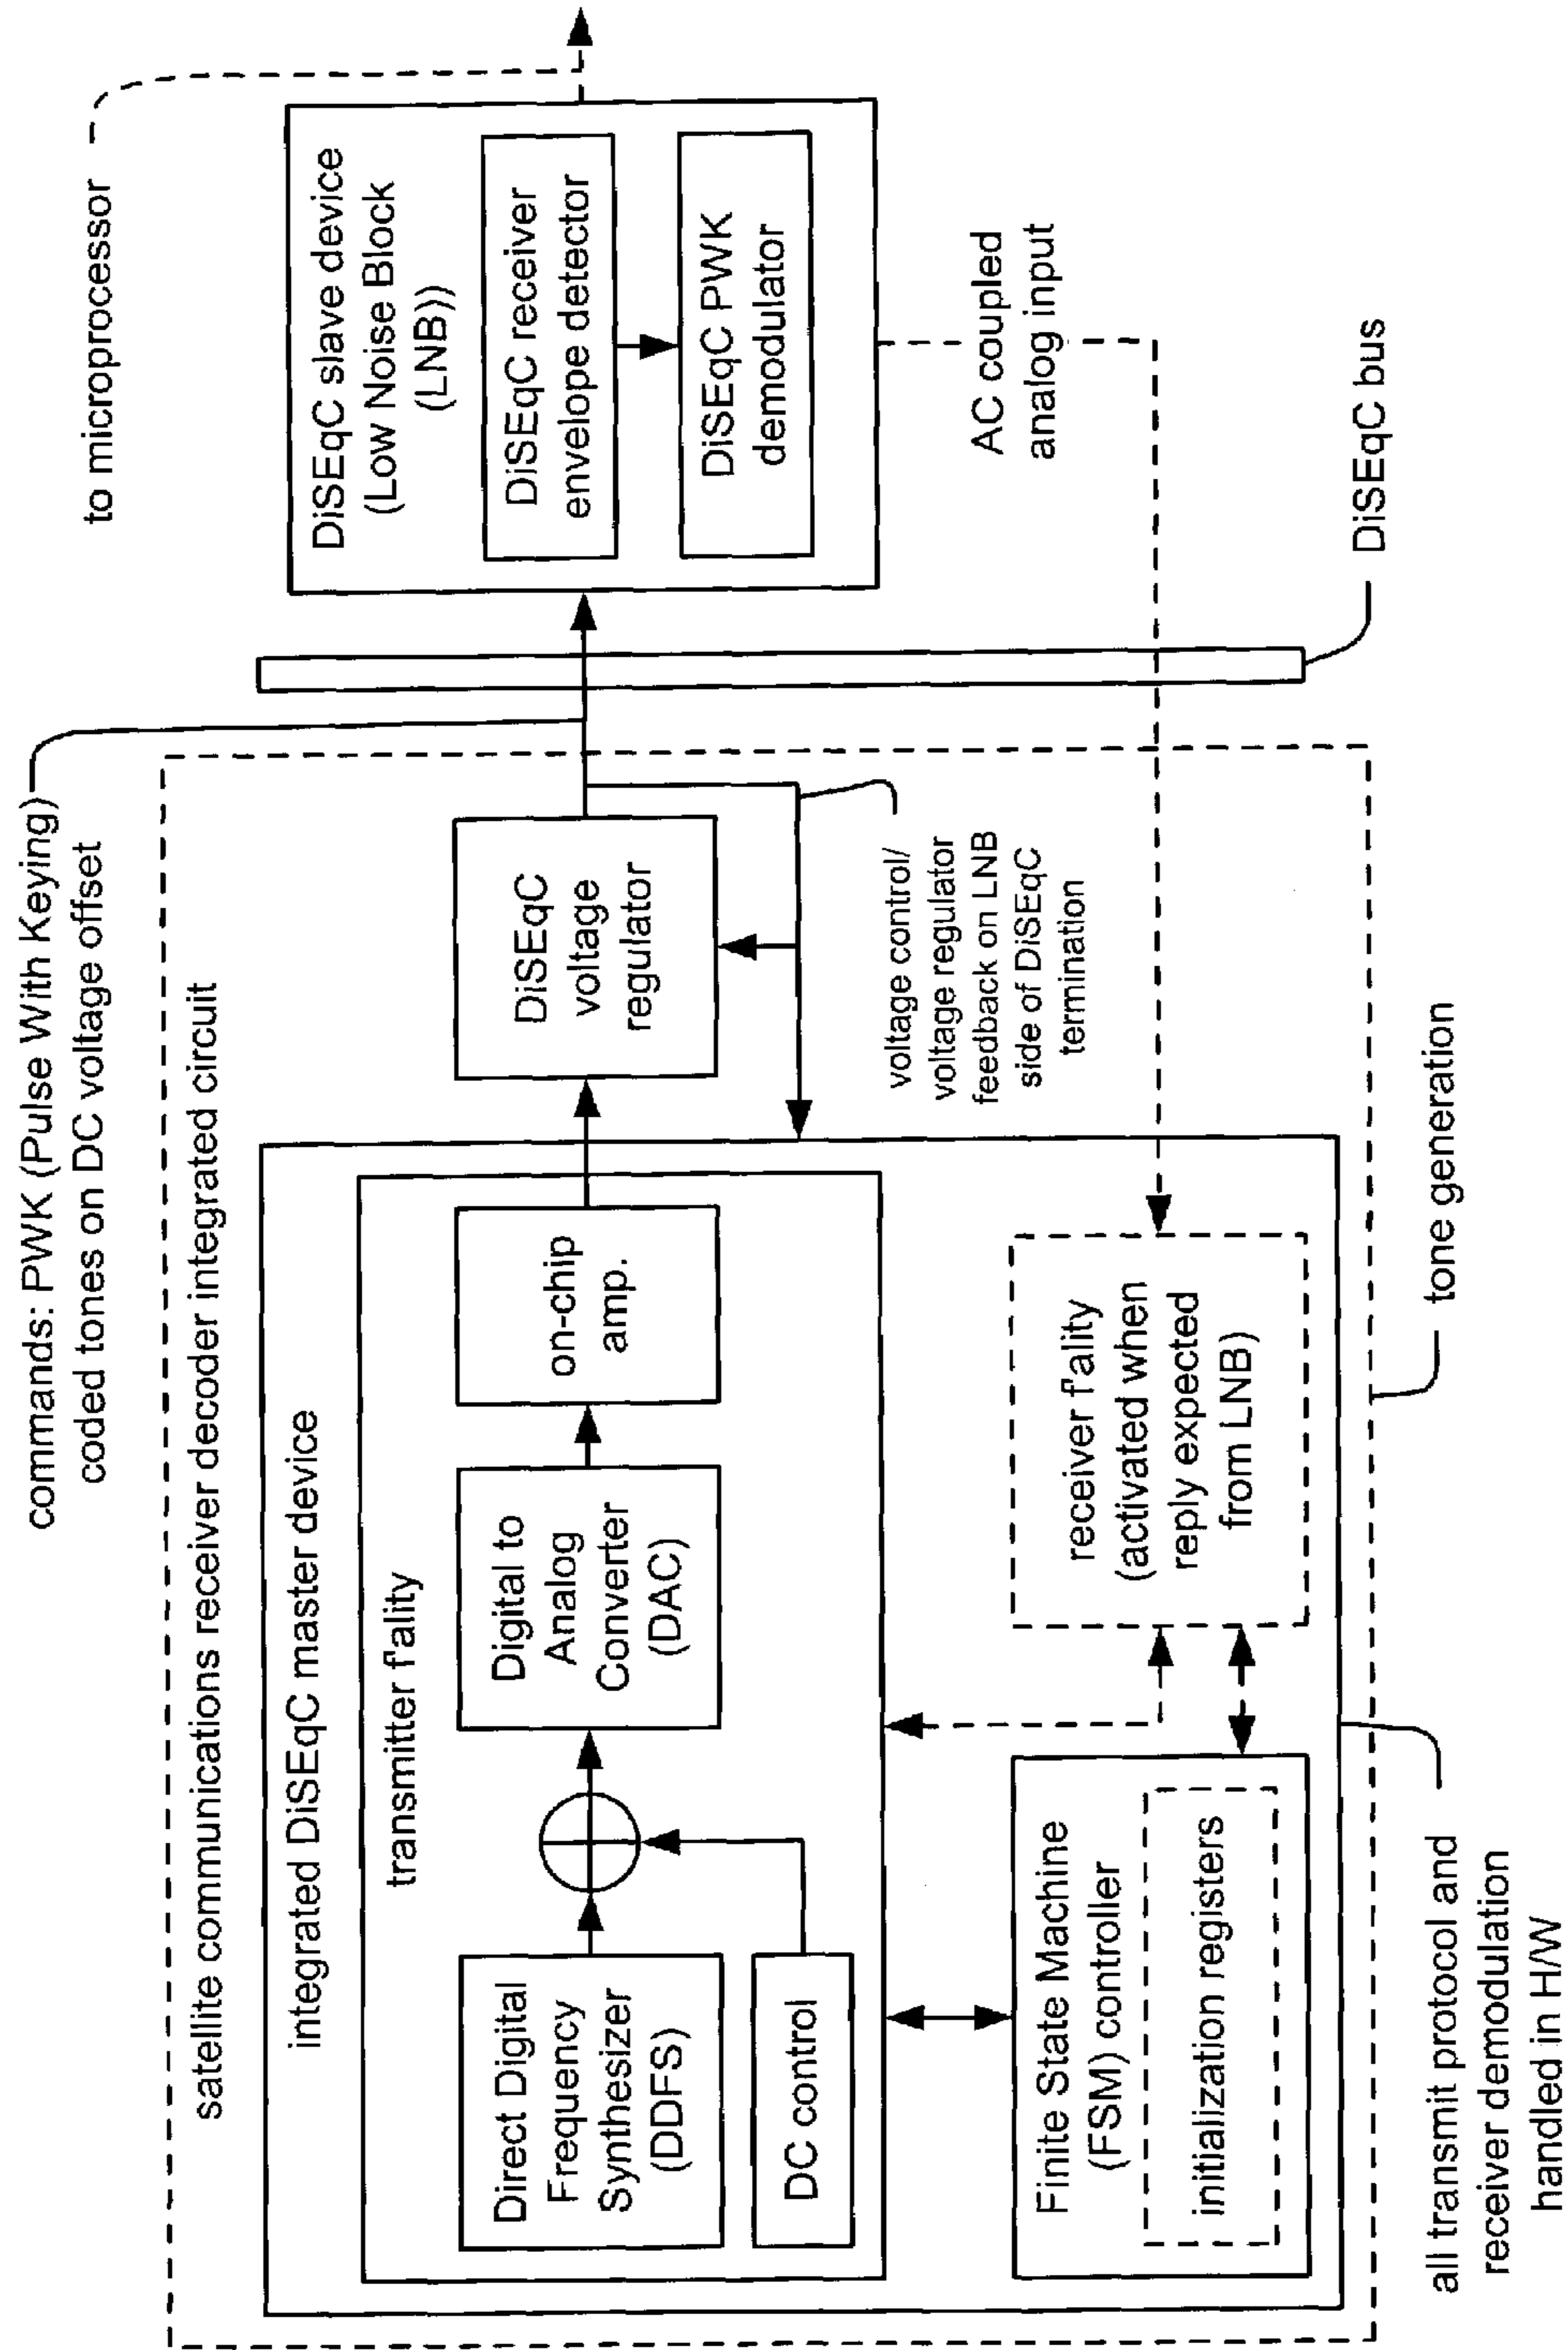 commands: PWK (Pulse With Keying)
coded tones on DC voltage offset
to microprocessor
satellite communications receiver decoder integrated circuit
integrated DiSEqC master device
transmitter f'ality
Direct Digital
Frequency
Synthesizer
(DDFS)
DC control
Digital to
Analog
Converter
(DAC)
on-chip
amp.
DiSEqC
voltage
regulator
DiSEqC slave device
(Low Noise Block
(LNB))
DiSEqC receiver
envelope detector
DiSEqC PWK
demodulator
voltage control/
voltage regulator
feedback on LNB
side of DiSEqC
termination
AC coupled
analog input
Finite State Machine
(FSM) controller
initialization registers
receiver f'ality
(activated when
reply expected
from LNB)
DiSEqC bus
tone generation
all transmit protocol and
receiver demodulation
handled in H/W